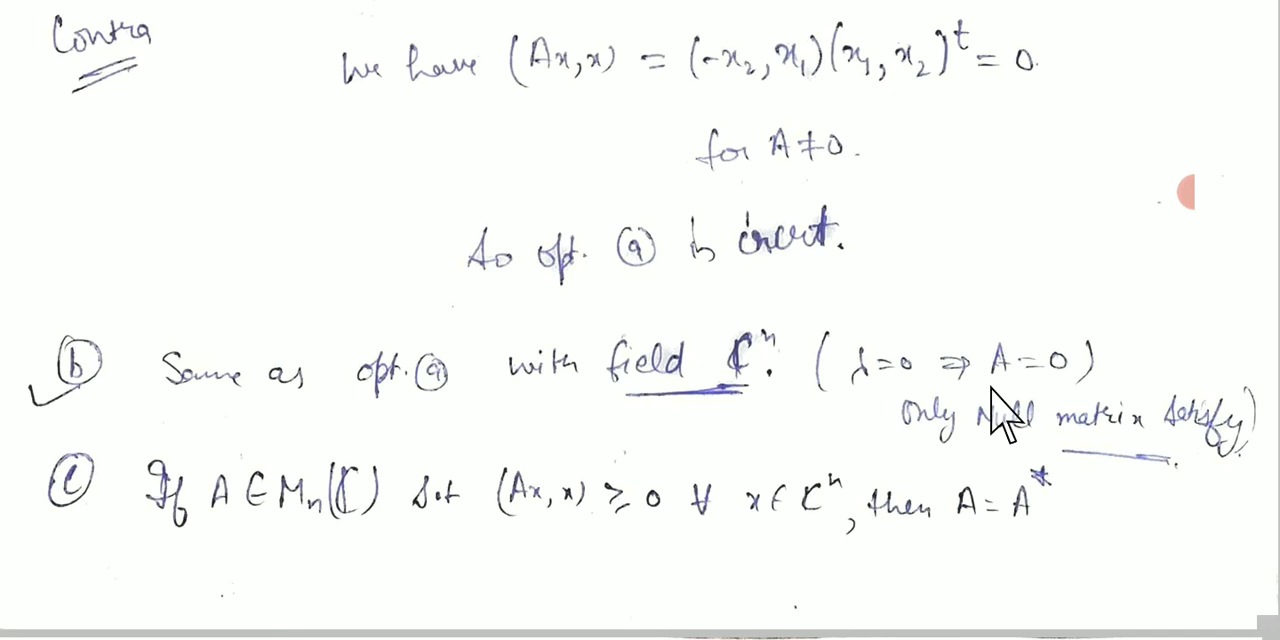 Contra
We have (Ax, x) = (-x₂, x₁)(x₁, x₂)ᵗ = 0.
for A ≠ 0.
So opt. ⓐ is
ⓑ Same as opt. ⓐ with field ℂⁿ. (λ=0 ⇒ A=0)
Only Null matrix satisfy)
ⓒ If A ∈ Mₙ(ℂ) s.t (Ax, x) ≥ 0 ∀ x ∈ ℂⁿ, then A = A*